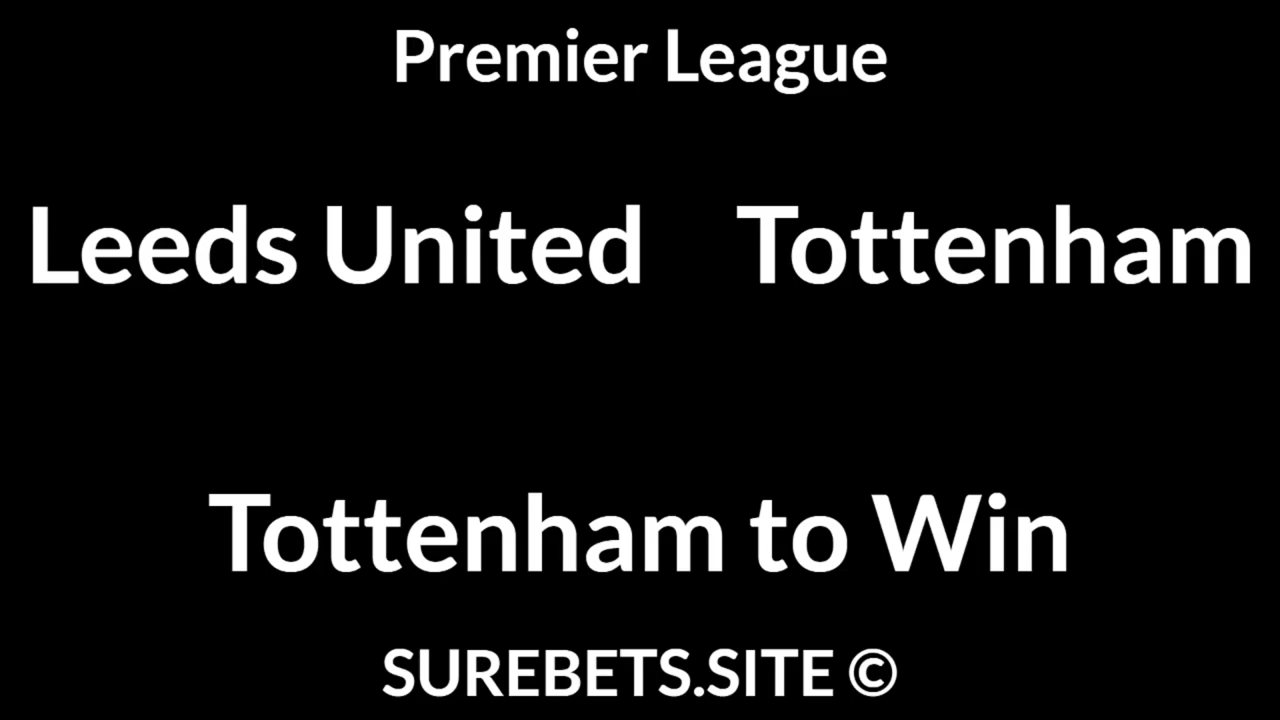 Premier League
Leeds United Tottenham
Tottenham to Win
SUREBETS.SITE ©